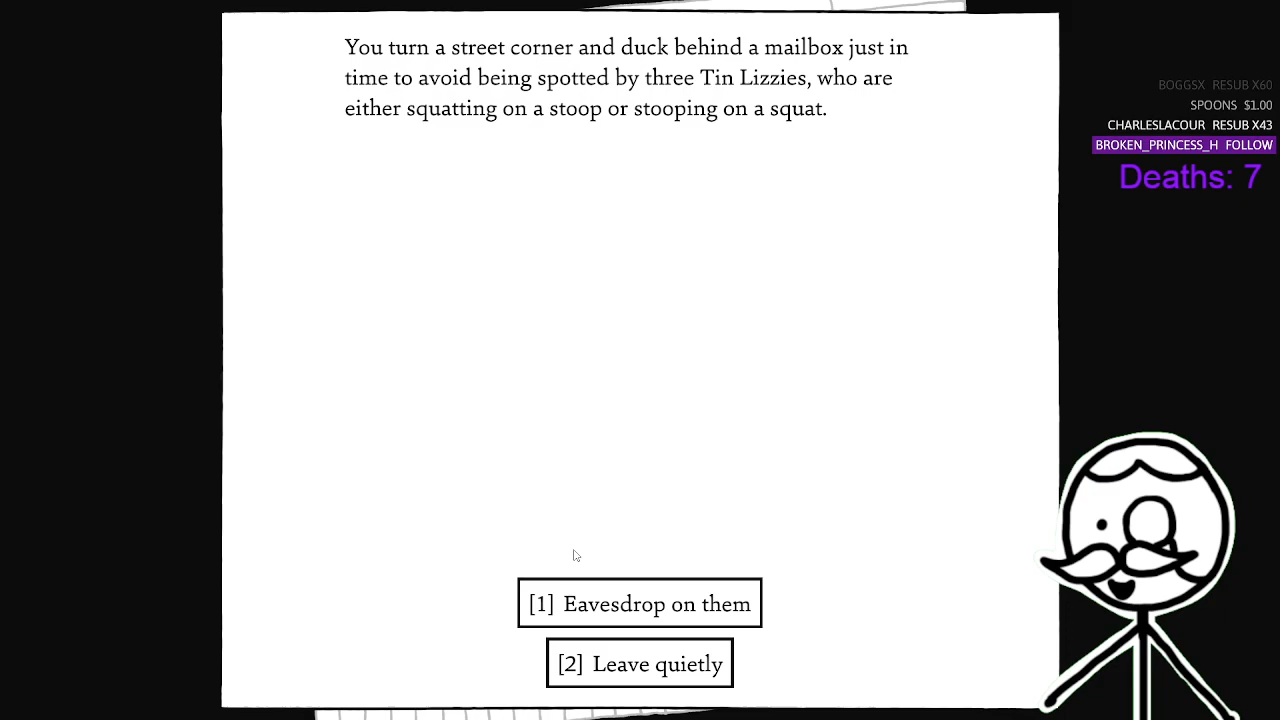 You turn a street corner and duck behind a mailbox just in
time to avoid being spotted by three Tin Lizzies, who are
either squatting on a stoop or stooping on a squat.
BOGGSX RESUB X60
SPOONS $1.00
CHARLESLACOUR RESUB X43
BROKEN_PRINCESS_H FOLLOW
Deaths: 7
[1] Eavesdrop on them
[2] Leave quietly